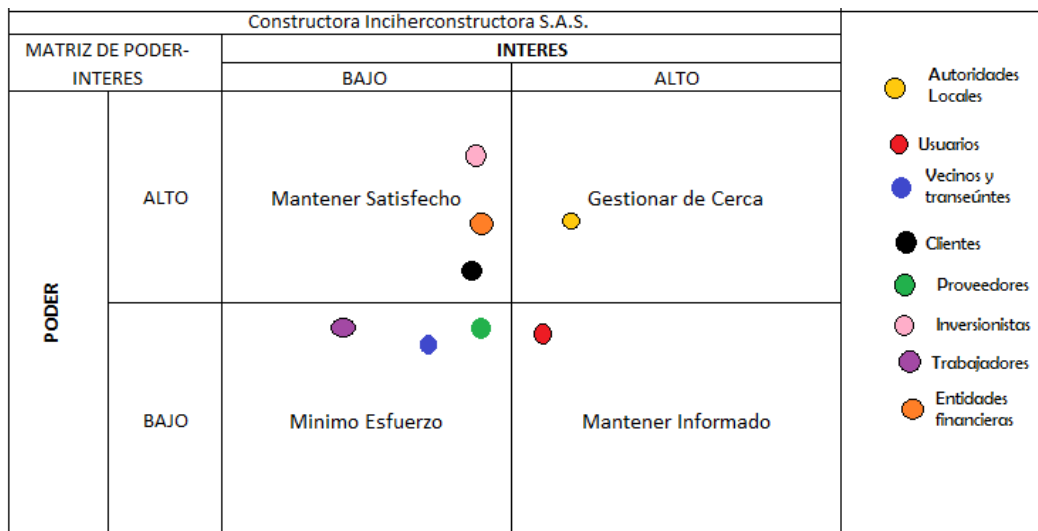 Constructora Inciherconstructora S.A.S.
MATRIZ DE PODER-
INTERES
INTERES
BAJO
ALTO
PODER
ALTO
Mantener Satisfecho
Gestionar de Cerca
BAJO
Minimo Esfuerzo
Mantener Informado
Autoridades
Locales
Usuarios
Vecinos y
transeúntes
Clientes
Proveedores
Inversionistas
Trabajadores
Entidades
financieras